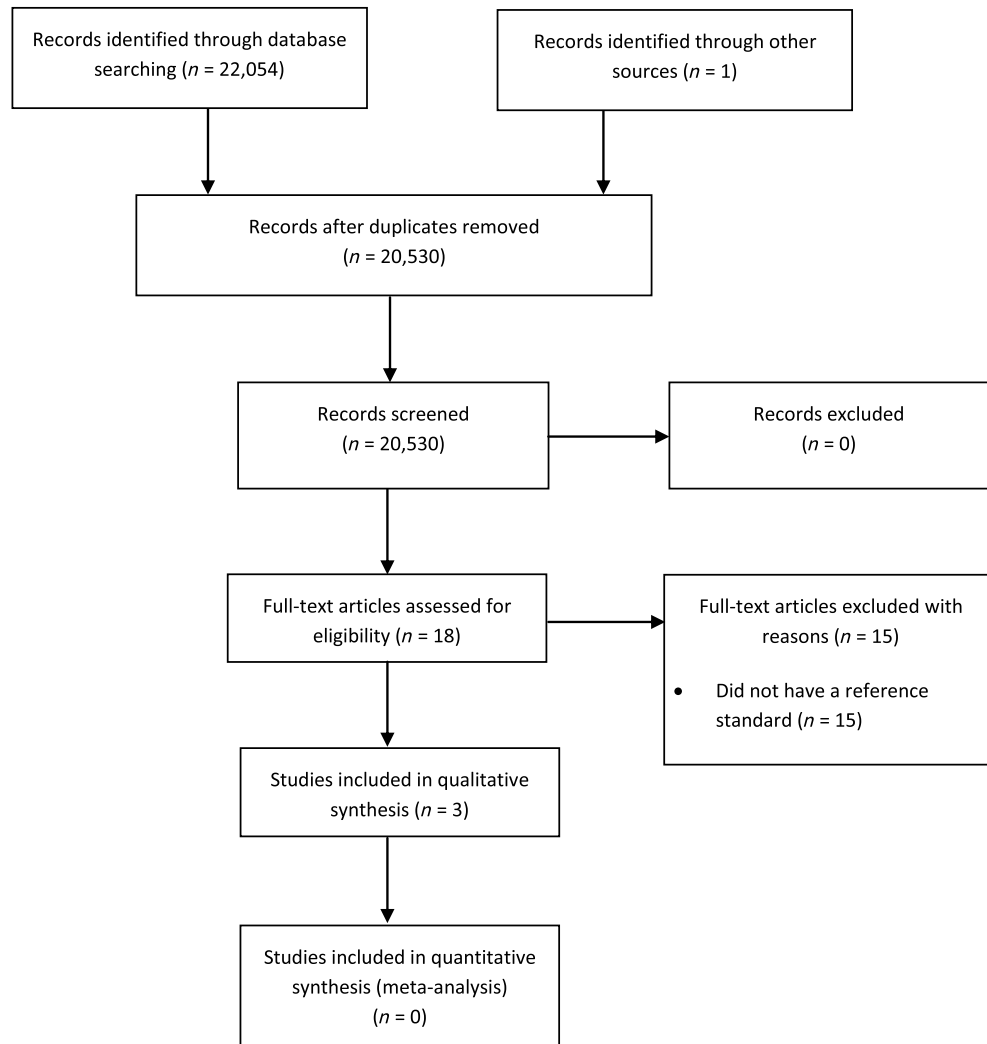 Records identified through database
searching (n = 22,054)
Records identified through other
sources (n = 1)
Records after duplicates removed
(n = 20,530)
Records screened
(n = 20,530)
Records excluded
(n = 0)
Full-text articles assessed for
eligibility (n = 18)
Full-text articles excluded with
reasons (n = 15)
• Did not have a reference
standard (n = 15)
Studies included in qualitative
synthesis (n = 3)
Studies included in quantitative
synthesis (meta-analysis)
(n = 0)